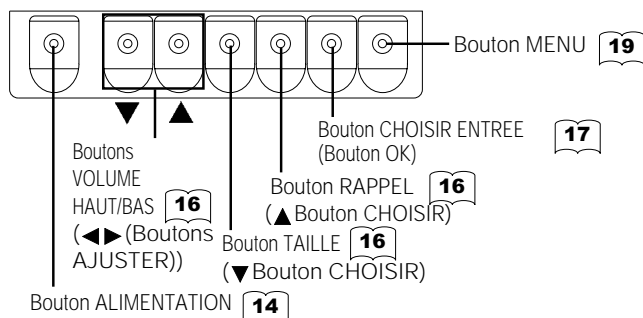 Bouton MENU 19
▼ ▲
Bouton CHOISIR ENTREE 17
(Bouton OK)
Boutons
VOLUME
HAUT/BAS 16
(◀▶(Boutons
AJUSTER))
Bouton RAPPEL 16
(▲Bouton CHOISIR)
Bouton TAILLE 16
(▼Bouton CHOISIR)
Bouton ALIMENTATION 14